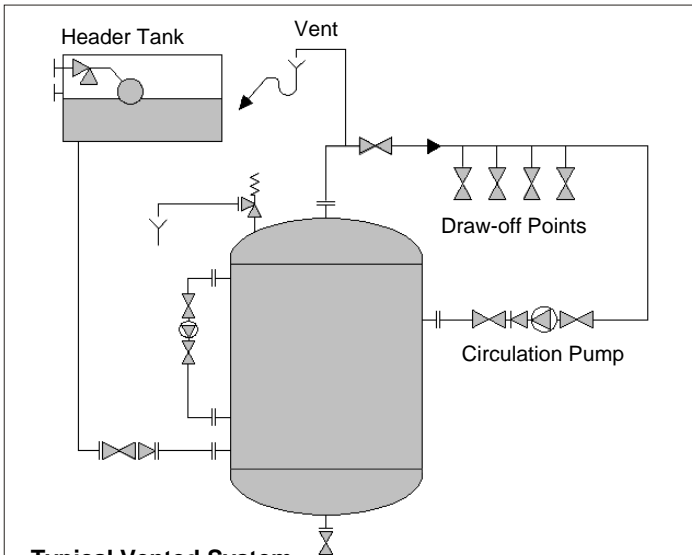 Header Tank
Vent
Draw-off Points
Circulation Pump
Typical Vented System